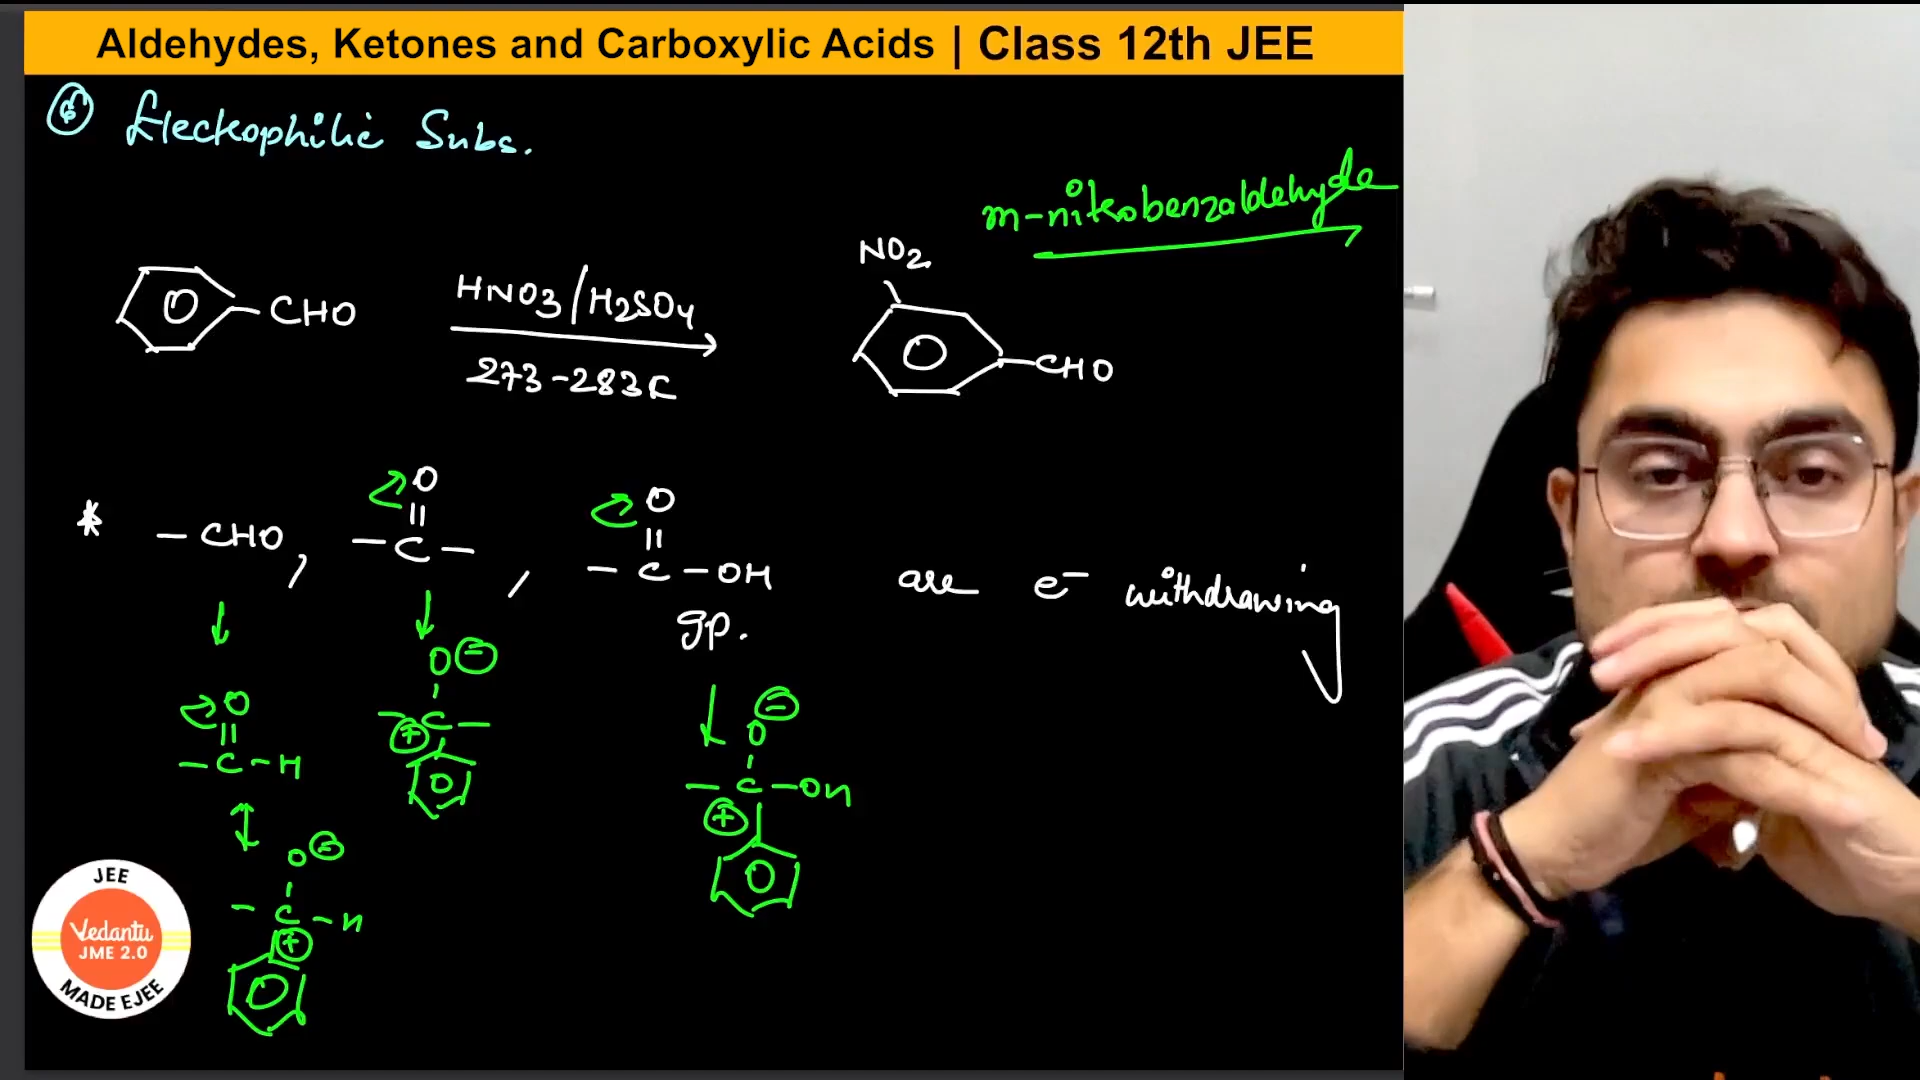 Aldehydes, Ketones and Carboxylic Acids | Class 12th JEE
⑥ Electrophilic Subs.
m-nitrobenzaldehyde
NO2
CHO
HNO3/H2SO4
273-283K
CHO
* -CHO, -C-, -C-OH are e⁻ withdrawing
O
O
gp.
O⊖
-C-
⊕
O
-C-H
O⊖
-C-OH
⊕
O⊖
-C-H
⊕
JEE
Vedantu
JME 2.0
MADE EJEE